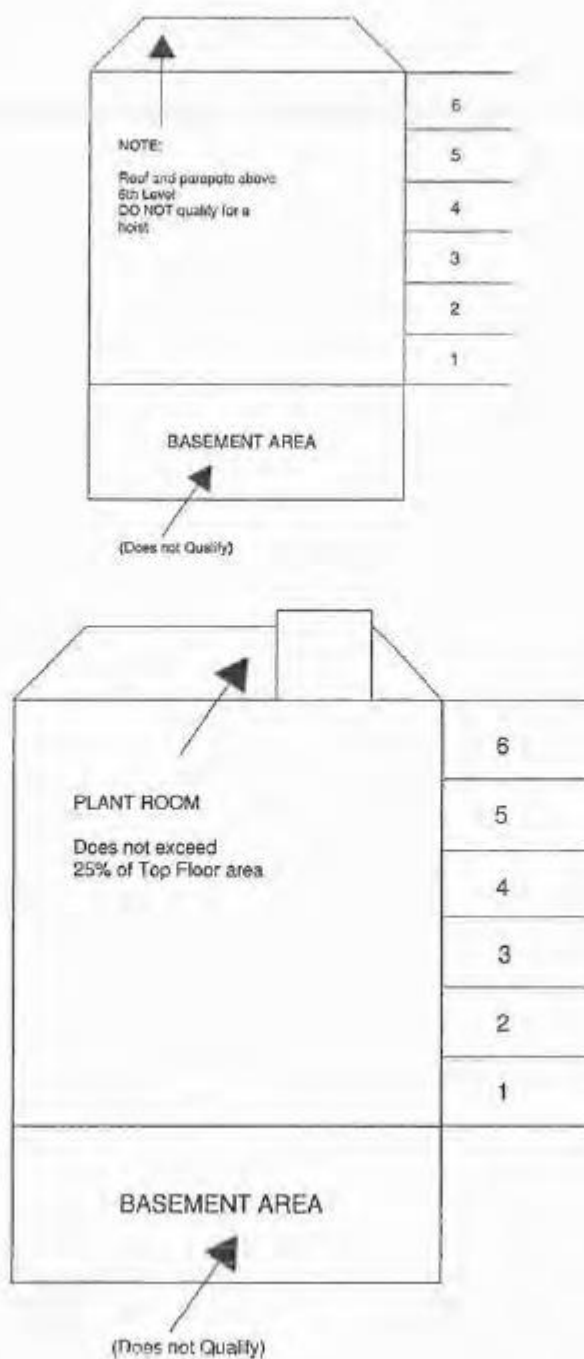 6
NOTE:
5
Roof and parapets above
6th Level
DO NOT qualify for a
hoist
4
3
2
1
BASEMENT AREA
(Does not Qualify)
6
PLANT ROOM
5
Does not exceed
25% of Top Floor area
4
3
2
1
BASEMENT AREA
(Does not Qualify)